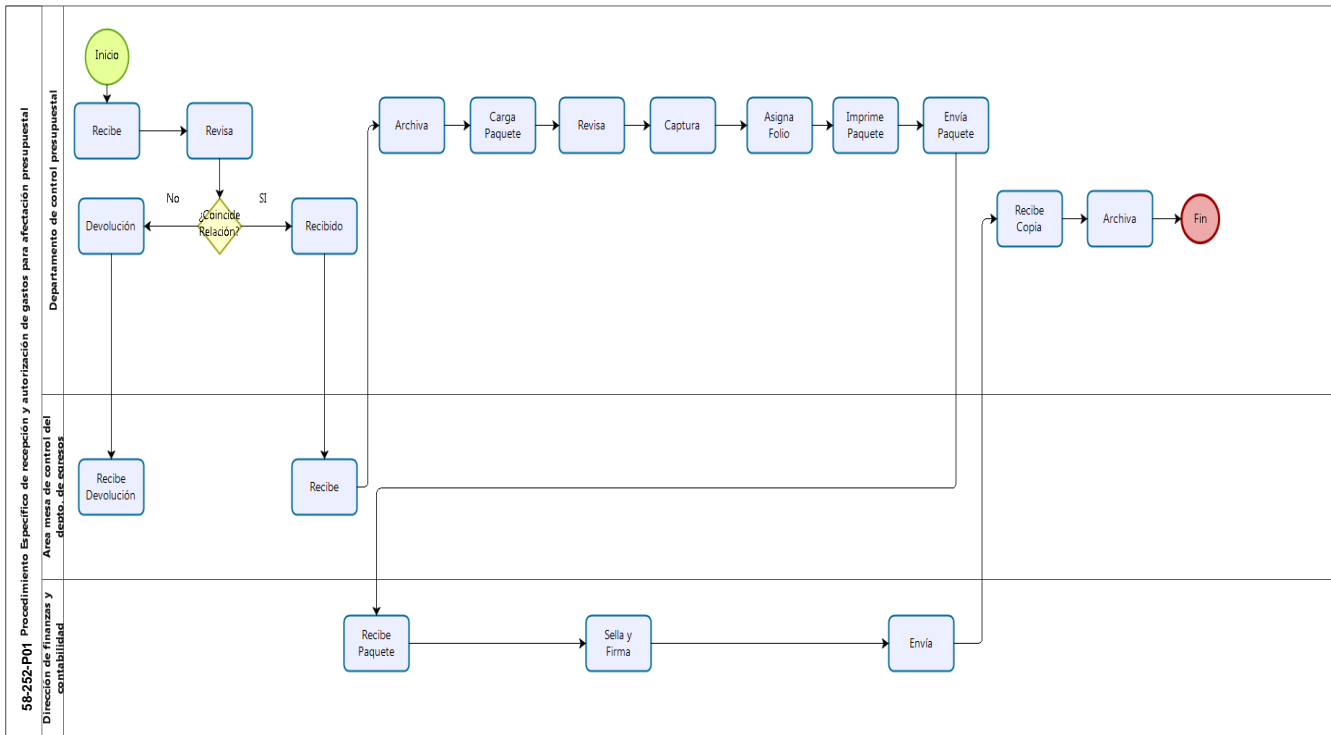 58-252-P01 Procedimiento Específico de recepción y autorización de gastos para afectación presupuestal
Departamento de control presupuestal
Inicio
Recibe
Revisa
¿Coincide
Relación?
No
SI
Devolución
Recibido
Archiva
Carga
Paquete
Revisa
Captura
Asigna
Folio
Imprime
Paquete
Envía
Paquete
Recibe
Copia
Archiva
Fin
Area mesa de control del
depto. de egresos
Recibe
Devolución
Recibe
Dirección de finanzas y
contabilidad
Recibe
Paquete
Sella y
Firma
Envía